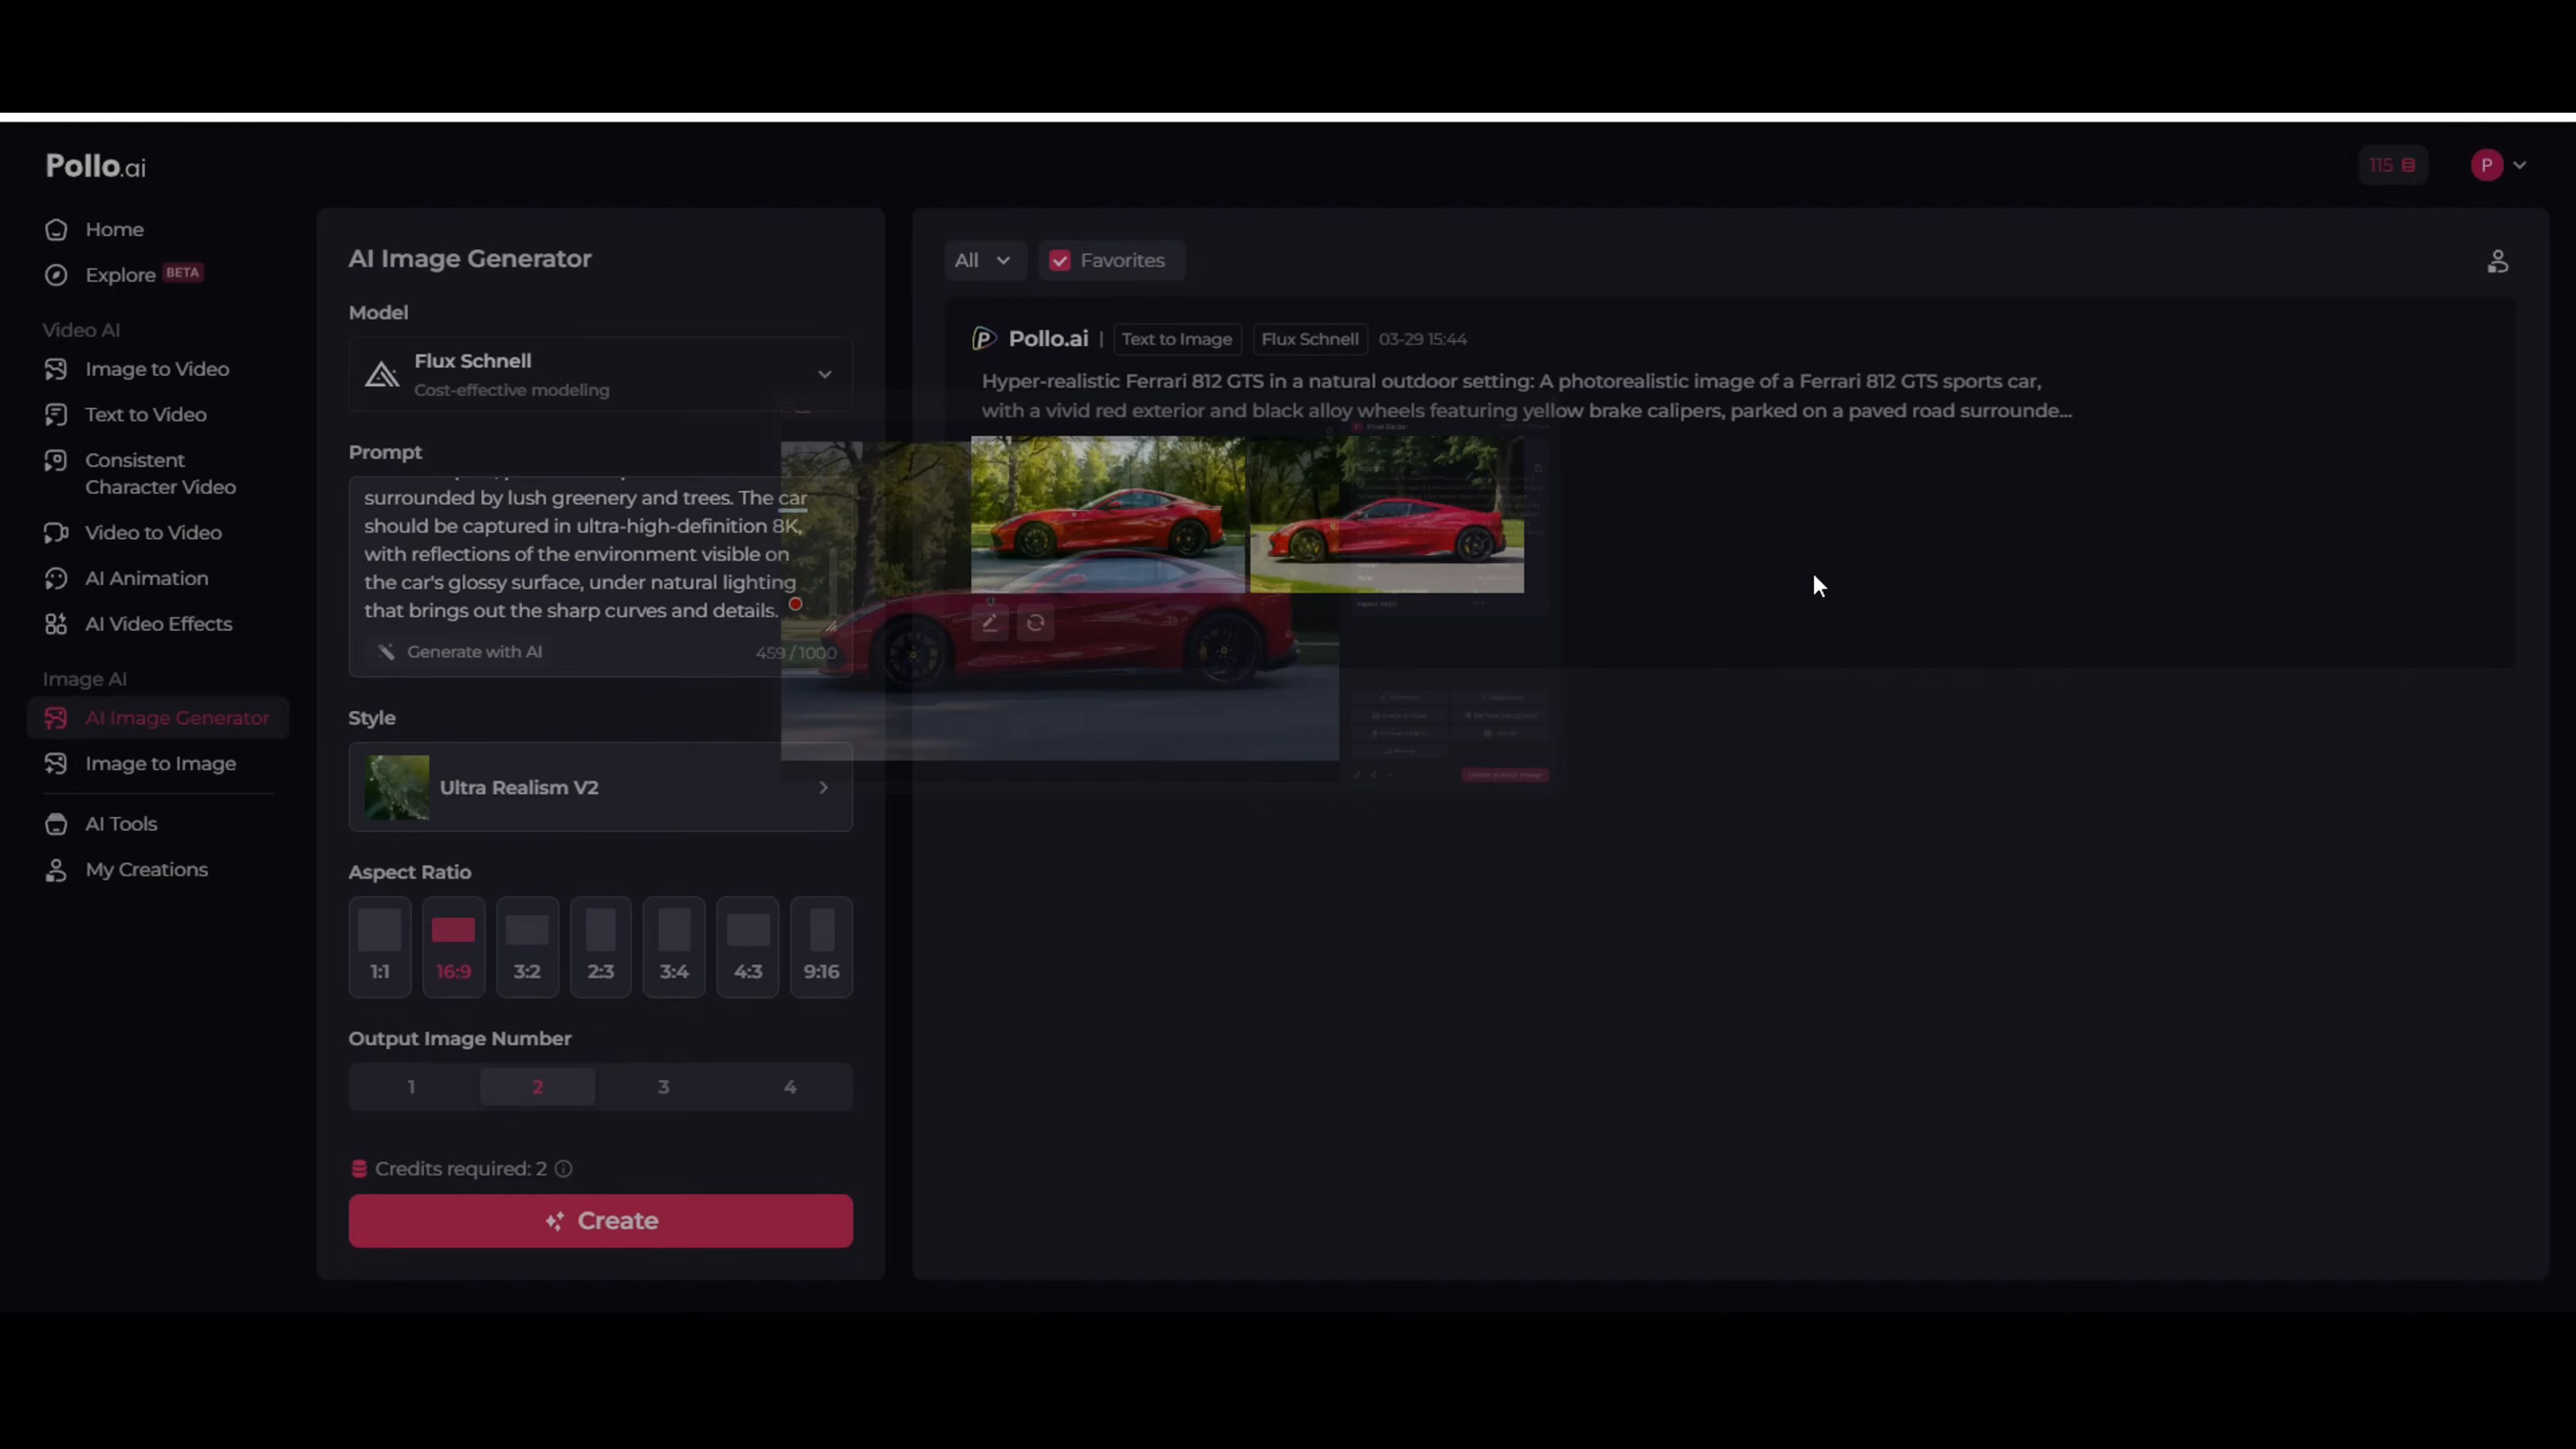 Pollo.ai
115
P
Home
Explore BETA
Video AI
Image to Video
Text to Video
Consistent
Character Video
Video to Video
AI Animation
AI Video Effects
Image AI
AI Image Generator
Image to Image
AI Tools
My Creations
AI Image Generator
Model
Flux Schnell
Cost-effective modeling
Prompt
surrounded by lush greenery and trees. The car
should be captured in ultra-high-definition 8K,
with reflections of the environment visible on
the car's glossy surface, under natural lighting
that brings out the sharp curves and details.
Generate with AI
459 / 1000
Style
Ultra Realism V2
Aspect Ratio
1:1 16:9 3:2 2:3 3:4 4:3 9:16
Output Image Number
1 2 3 4
Credits required: 2
Create
All
Favorites
Pollo.ai | Text to Image Flux Schnell 03-29 15:44
Hyper-realistic Ferrari 812 GTS in a natural outdoor setting: A photorealistic image of a Ferrari 812 GTS sports car,
with a vivid red exterior and black alloy wheels featuring yellow brake calipers, parked on a paved road surrounde...